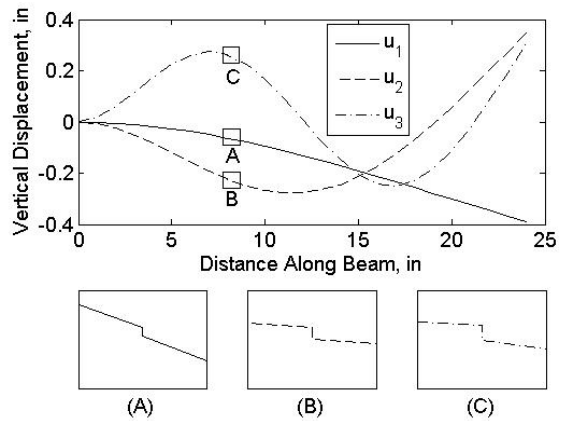 0.4
0.2
0
-0.2
-0.4
Vertical Displacement, in
u1
u2
u3
C
A
B
0 5 10 15 20 25
Distance Along Beam, in
(A) (B) (C)